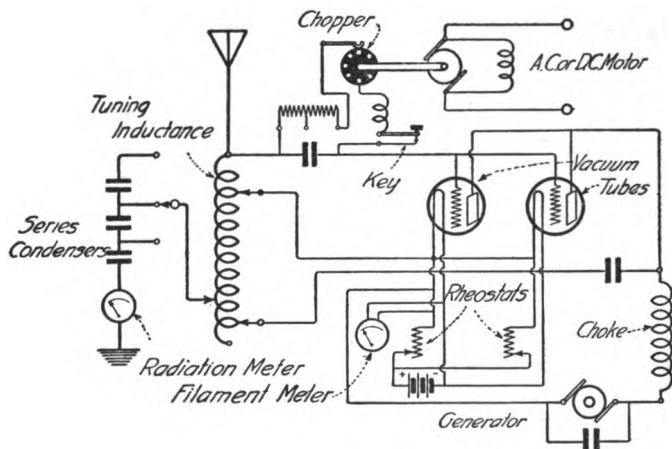 Chopper
A.C. or D.C. Motor
Tuning
Inductance
Key
Vacuum
Tubes
Series
Condensers
Rheostats
Choke
Radiation Meter
Filament Meter
+ -
Generator